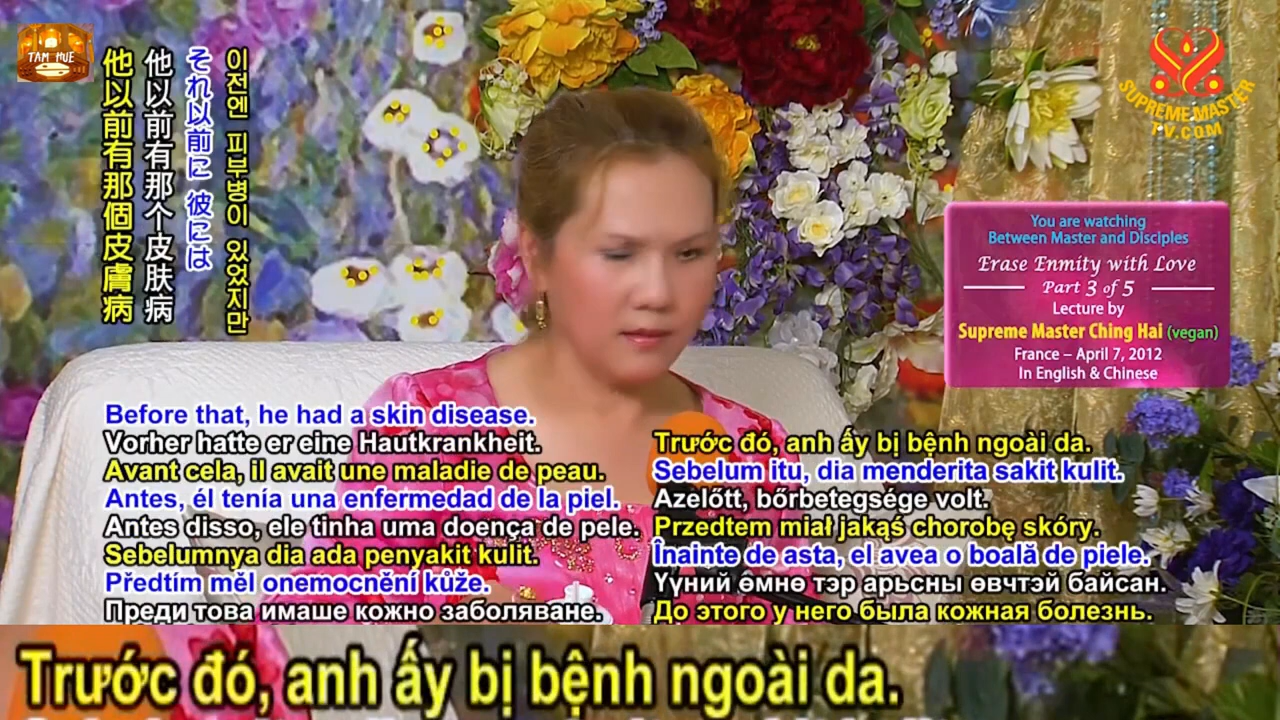 TAM HUE
他以前有那個皮膚病
他以前有那个皮肤病
それ以前に 彼には
이전엔 피부병이 있었지만
SUPREME MASTER
TV.COM
You are watching
Between Master and Disciples
Erase Enmity with Love
Part 3 of 5
Lecture by
Supreme Master Ching Hai (vegan)
France – April 7, 2012
In English & Chinese
Before that, he had a skin disease.
Vorher hatte er eine Hautkrankheit.
Avant cela, il avait une maladie de peau.
Antes, él tenía una enfermedad de la piel.
Antes disso, ele tinha uma doença de pele.
Sebelumnya dia ada penyakit kulit.
Předtím měl onemocnění kůže.
Преди това имаше кожно заболяване.
Trước đó, anh ấy bị bệnh ngoài da.
Sebelum itu, dia menderita sakit kulit.
Azelőtt, bőrbetegsége volt.
Przedtem miał jakąś chorobę skóry.
Înainte de asta, el avea o boală de piele.
Үүний өмнө тэр арьсны өвчтэй байсан.
До этого у него была кожная болезнь.
Trước đó, anh ấy bị bệnh ngoài da.